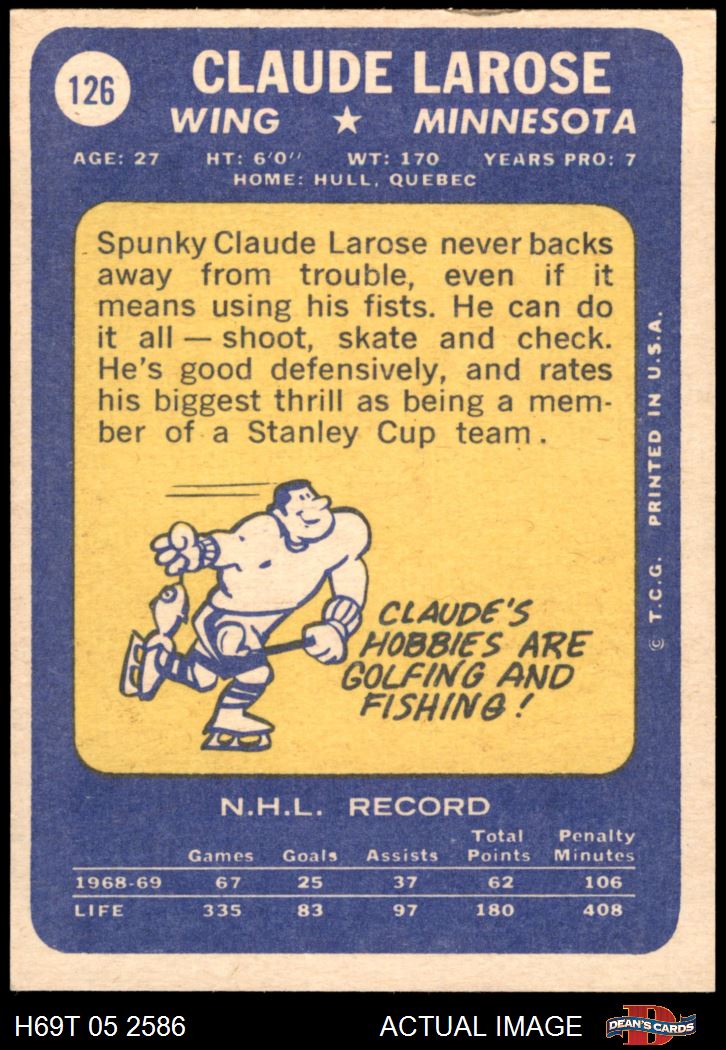 126
CLAUDE LAROSE
WING ★ MINNESOTA
AGE: 27 HT: 6'0" WT: 170 YEARS PRO: 7
HOME: HULL, QUEBEC
Spunky Claude Larose never backs
away from trouble, even if it
means using his fists. He can do
it all — shoot, skate and check.
He's good defensively, and rates
his biggest thrill as being a mem-
ber of a Stanley Cup team.
CLAUDE'S
HOBBIES ARE
GOLFING AND
FISHING!
© T.C.G. PRINTED IN U.S.A.
N.H.L. RECORD
Games Goals Assists Total Points Penalty Minutes
1968-69 67 25 37 62 106
LIFE 335 83 97 180 408
H69T 05 2586 ACTUAL IMAGE D DEAN'S CARDS